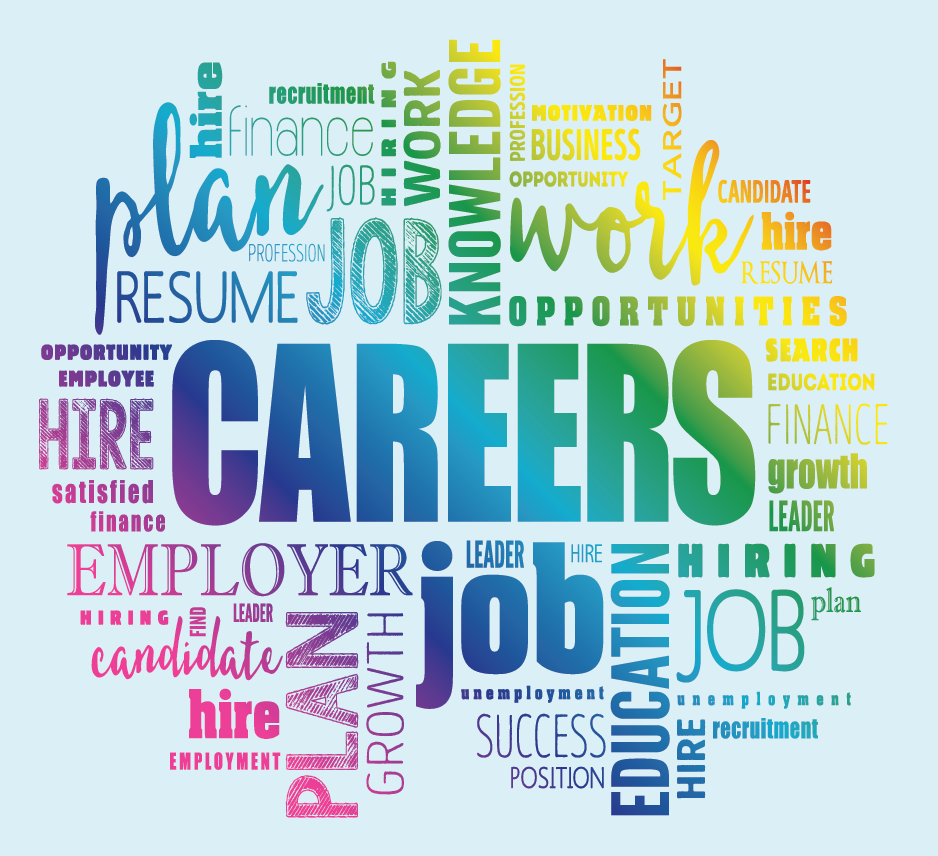 hire
recruitment
finance
HIRING
WORK
KNOWLEDGE
PROFESSION
MOTIVATION
BUSINESS
TARGET
plan
JOB
OPPORTUNITY
work
CANDIDATE
hire
PROFESSION
JOB
RESUME
RESUME
OPPORTUNITIES
OPPORTUNITY
EMPLOYEE
HIRE
satisfied
finance
CAREERS
SEARCH
EDUCATION
FINANCE
growth
LEADER
EMPLOYER
job
LEADER
HIRE
EDUCATION
HIRING
HIRING
FIND
LEADER
candidate
PLAN
GROWTH
JOB
plan
hire
EMPLOYMENT
unemployment
SUCCESS
POSITION
unemployment
HIRE
recruitment